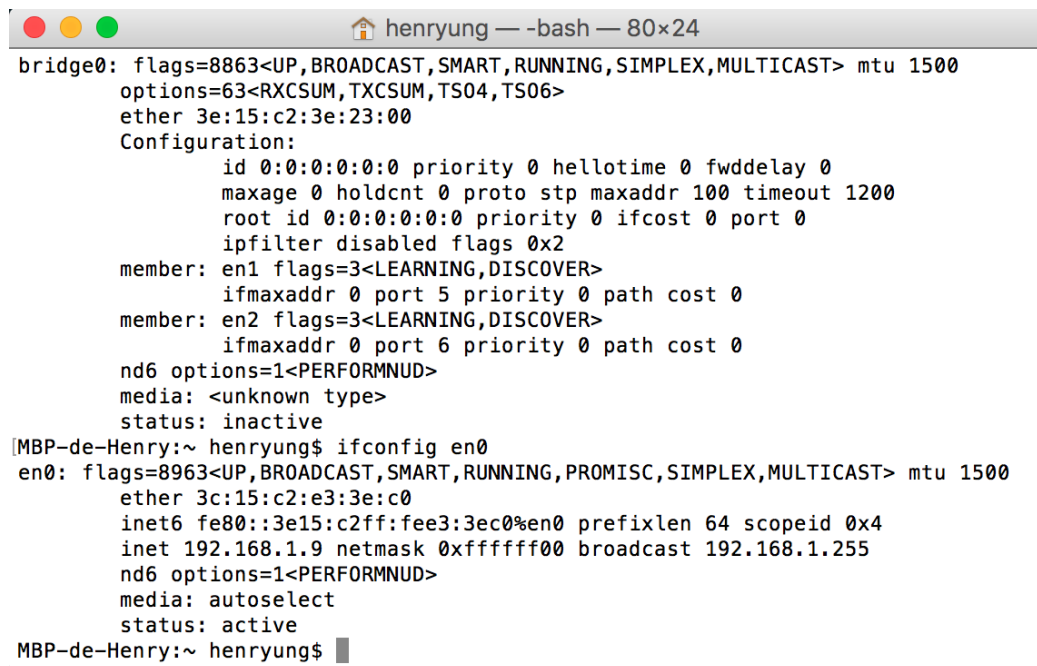 henryung — -bash — 80×24
bridge0: flags=8863<UP,BROADCAST,SMART,RUNNING,SIMPLEX,MULTICAST> mtu 1500
options=63<RXCSUM,TXCSUM,TSO4,TSO6>
ether 3e:15:c2:3e:23:00
Configuration:
id 0:0:0:0:0:0 priority 0 hellotime 0 fwddelay 0
maxage 0 holdcnt 0 proto stp maxaddr 100 timeout 1200
root id 0:0:0:0:0:0 priority 0 ifcost 0 port 0
ipfilter disabled flags 0x2
member: en1 flags=3<LEARNING,DISCOVER>
ifmaxaddr 0 port 5 priority 0 path cost 0
member: en2 flags=3<LEARNING,DISCOVER>
ifmaxaddr 0 port 6 priority 0 path cost 0
nd6 options=1<PERFORMNUD>
media: <unknown type>
status: inactive
[MBP-de-Henry:~ henryung$ ifconfig en0
en0: flags=8963<UP,BROADCAST,SMART,RUNNING,PROMISC,SIMPLEX,MULTICAST> mtu 1500
ether 3c:15:c2:e3:3e:c0
inet6 fe80::3e15:c2ff:fee3:3ec0%en0 prefixlen 64 scopeid 0x4
inet 192.168.1.9 netmask 0xffffff00 broadcast 192.168.1.255
nd6 options=1<PERFORMNUD>
media: autoselect
status: active
MBP-de-Henry:~ henryung$